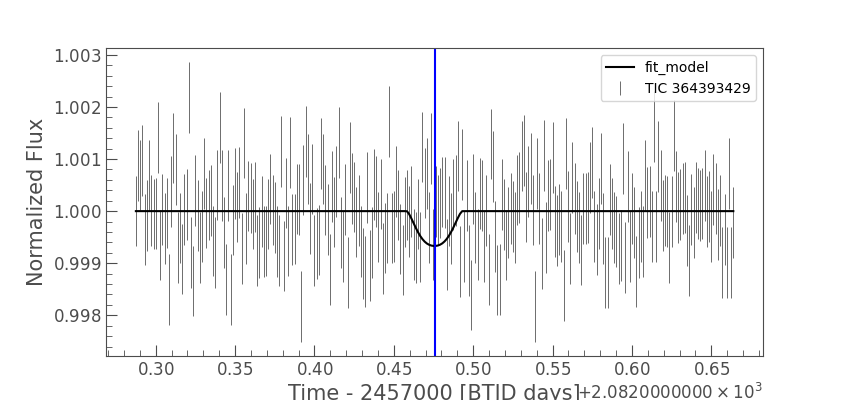 1.003
1.002
1.001
1.000
0.999
0.998
Normalized Flux
fit_model
TIC 364393429
0.30 0.35 0.40 0.45 0.50 0.55 0.60 0.65
Time - 2457000 [BTJD days]
+2.0820000000 × 10³